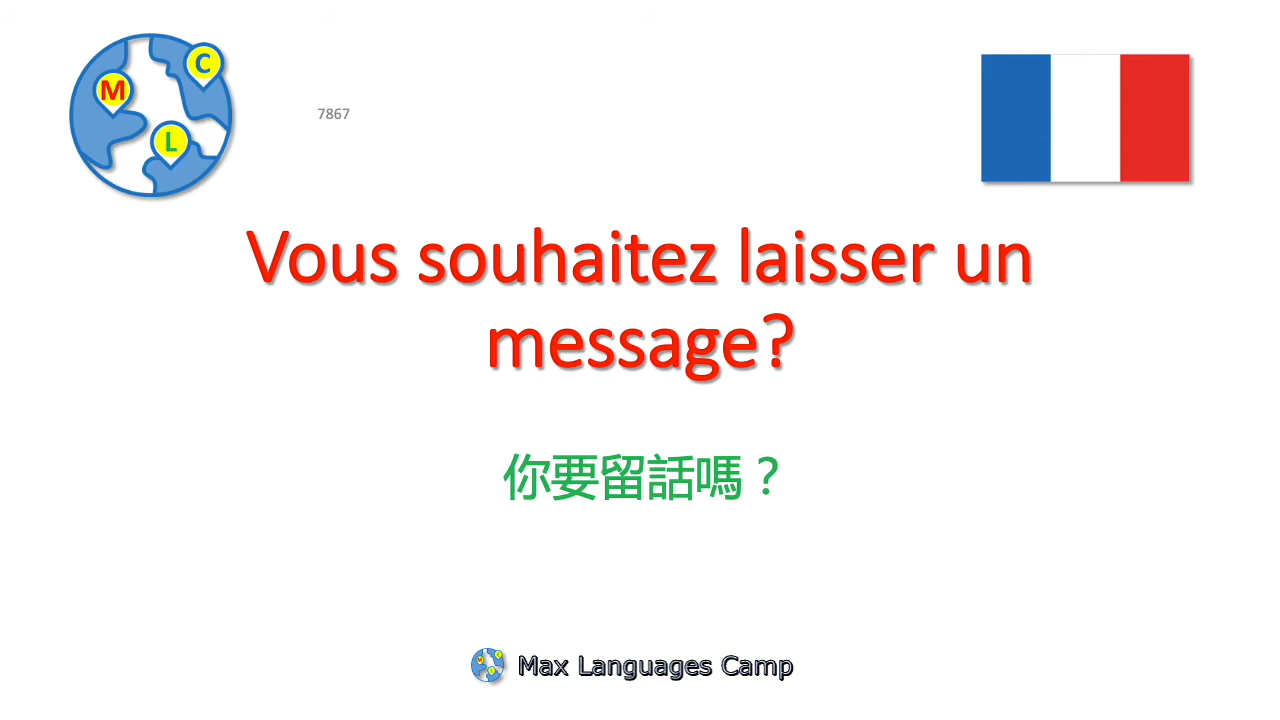 M
C
L
7867
Vous souhaitez laisser un
message?
你要留話嗎？
Max Languages Camp